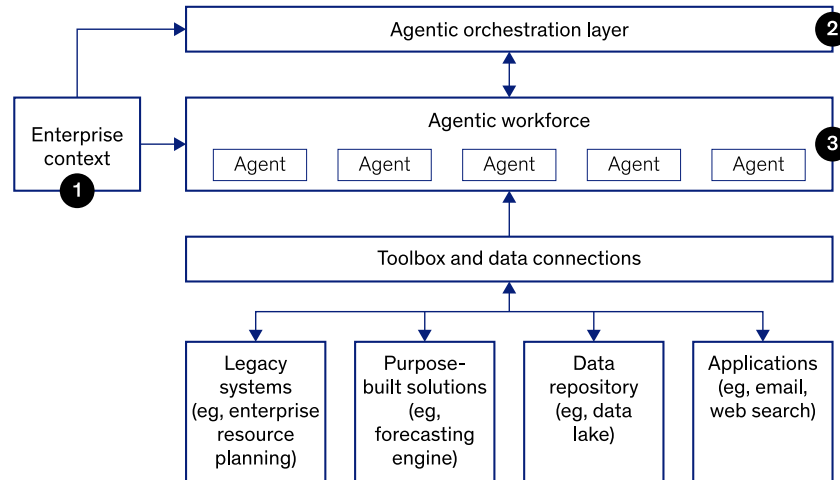 Agentic orchestration layer
2
Enterprise
context
1
Agentic workforce
3
Agent
Agent
Agent
Agent
Agent
Toolbox and data connections
Legacy
systems
(eg, enterprise
resource
planning)
Purpose-
built solutions
(eg,
forecasting
engine)
Data
repository
(eg, data
lake)
Applications
(eg, email,
web search)